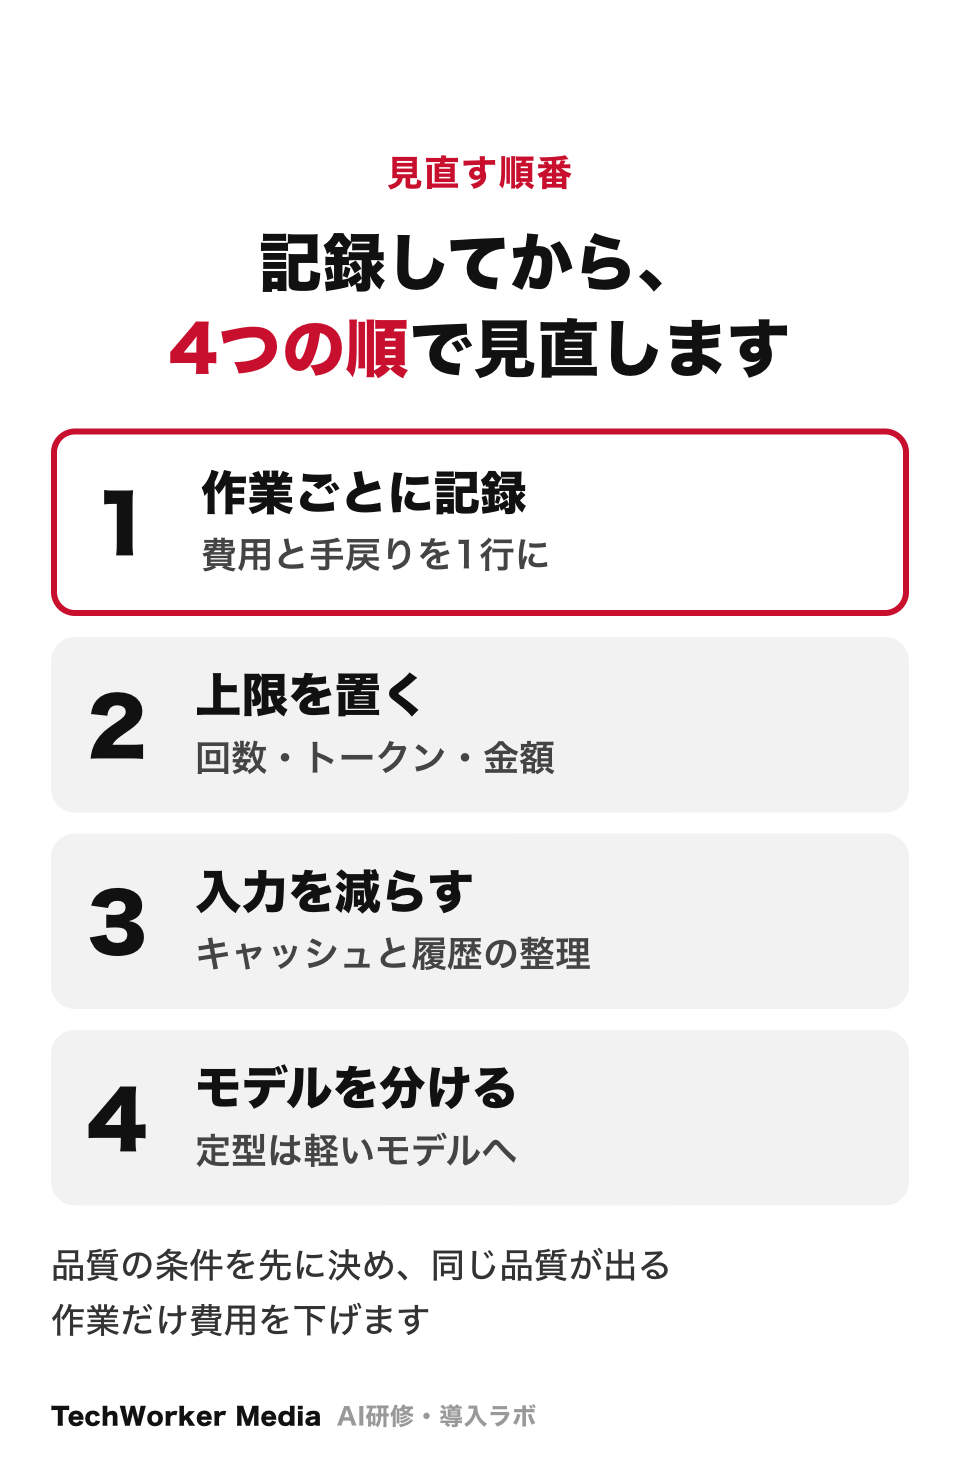 見直す順番
記録してから、
4つの順で見直します
1
作業ごとに記録
費用と手戻りを1行に
2
上限を置く
回数・トークン・金額
3
入力を減らす
キャッシュと履歴の整理
4
モデルを分ける
定型は軽いモデルへ
品質の条件を先に決め、同じ品質が出る
作業だけ費用を下げます
TechWorker Media AI研修・導入ラボ